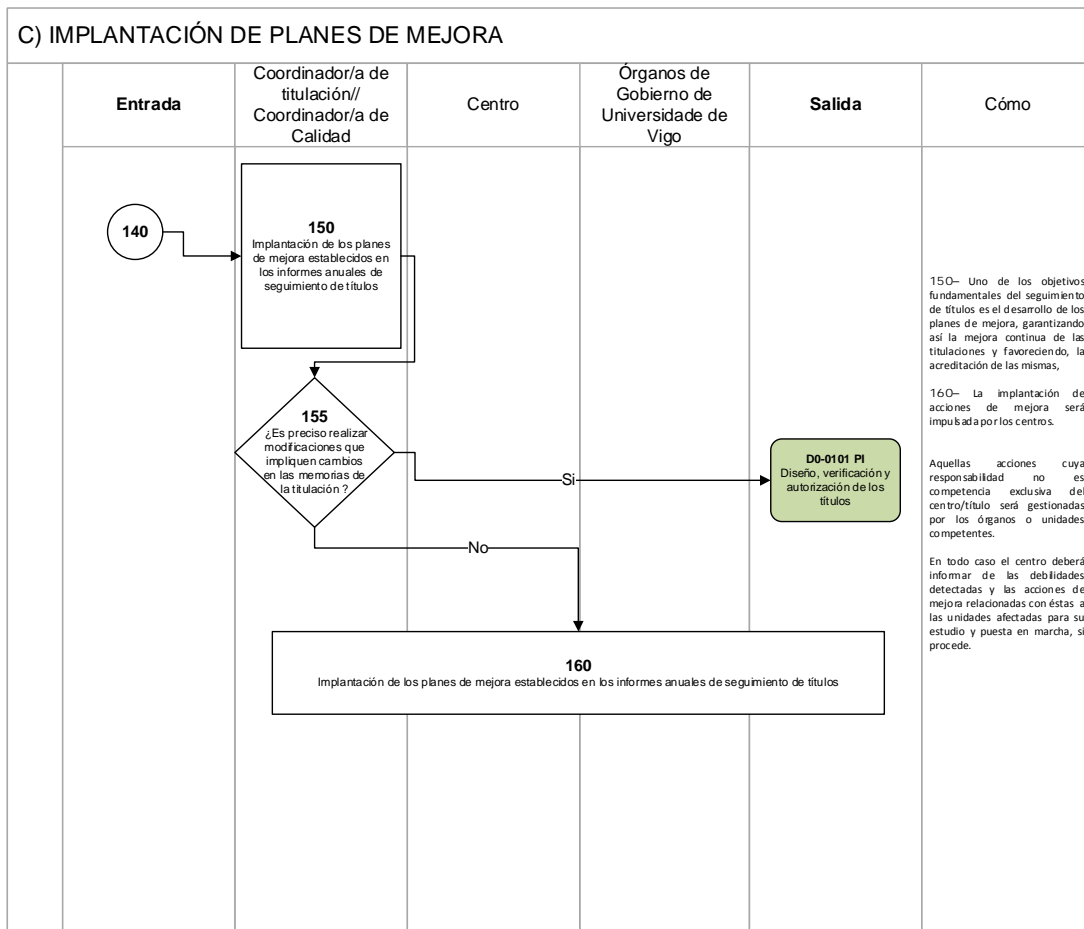 C) IMPLANTACIÓN DE PLANES DE MEJORA
Entrada
Coordinador/a de
titulación//
Coordinador/a de
Calidad
Centro
Órganos de
Gobierno de
Universidade de
Vigo
Salida
Cómo
140
150
Implantación de los planes
de mejora establecidos en
los informes anuales de
seguimiento de títulos
155
¿Es preciso realizar
modificaciones que
impliquen cambios
en las memorias de
la titulación ?
Si
No
D0-0101 PI
Diseño, verificación y
autorización de los
títulos
160
Implantación de los planes de mejora establecidos en los informes anuales de seguimiento de títulos
150– Uno de los objetivos
fundamentales del seguimiento
de títulos es el desarrollo de los
planes de mejora, garantizando
así la mejora continua de las
titulaciones y favoreciendo, la
acreditación de las mismas,
160– La implantación de
acciones de mejora será
impulsada por los centros.
Aquellas acciones cuya
responsabilidad no es
competencia exclusiva del
centro/título será gestionadas
por los órganos o unidades
competentes.
En todo caso el centro deberá
informar de las debilidades
detectadas y las acciones de
mejora relacionadas con éstas a
las unidades afectadas para su
estudio y puesta en marcha, si
procede.